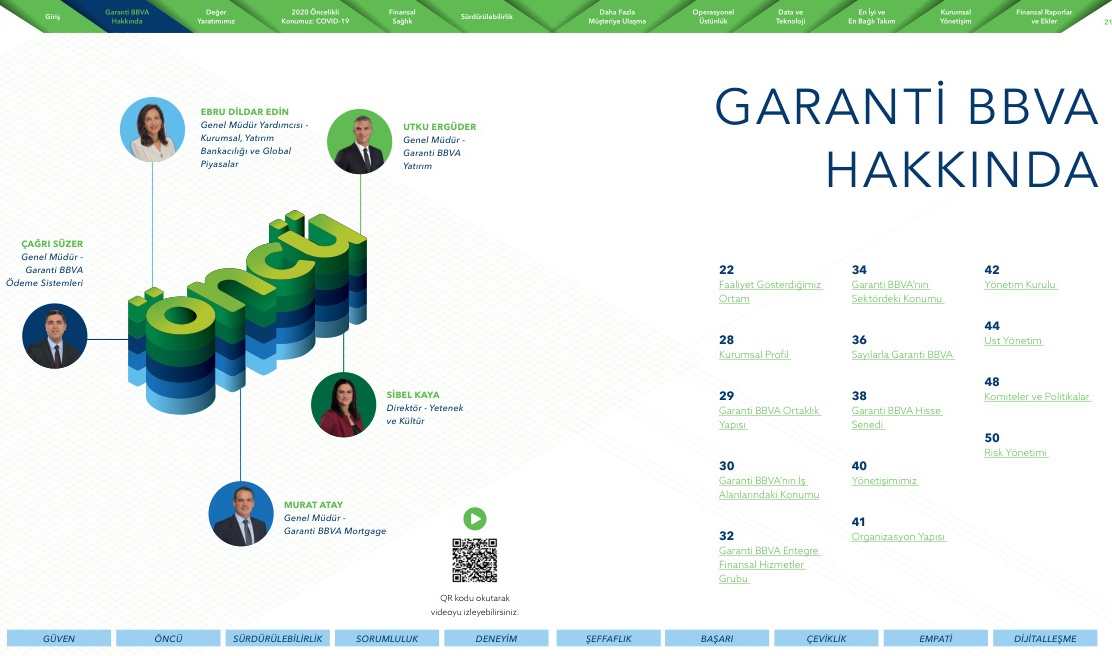 Giriş
Garanti BBVA
Hakkında
Değer
Yaratımımız
2020 Öncelikli
Konumuz: COVID-19
Finansal
Sağlık
Sürdürülebilirlik
Daha Fazla
Müşteriye Ulaşma
Operasyonel
Üstünlük
Data ve
Teknoloji
En İyi ve
En Bağlı Takım
Kurumsal
Yönetişim
Finansal Raporlar
ve Ekler
21
EBRU DİLDAR EDİN
Genel Müdür Yardımcısı -
Kurumsal, Yatırım
Bankacılığı ve Global
Piyasalar
UTKU ERGÜDER
Genel Müdür -
Garanti BBVA
Yatırım
ÇAĞRI SÜZER
Genel Müdür -
Garanti BBVA
Ödeme Sistemleri
öncü
SİBEL KAYA
Direktör - Yetenek
ve Kültür
MURAT ATAY
Genel Müdür -
Garanti BBVA Mortgage
QR kodu okutarak
videoyu izleyebilirsiniz.
GARANTİ BBVA
HAKKINDA
22
Faaliyet Gösterdiğimiz
Ortam
28
Kurumsal Profil
29
Garanti BBVA Ortaklık
Yapısı
30
Garanti BBVA'nın İş
Alanlarındaki Konumu
32
Garanti BBVA Entegre
Finansal Hizmetler
Grubu
34
Garanti BBVA'nın
Sektördeki Konumu
36
Sayılarla Garanti BBVA
38
Garanti BBVA Hisse
Senedi
40
Yönetişimimiz
41
Organizasyon Yapısı
42
Yönetim Kurulu
44
Üst Yönetim
48
Komiteler ve Politikalar
50
Risk Yönetimi
GÜVEN
ÖNCÜ
SÜRDÜRÜLEBİLİRLİK
SORUMLULUK
DENEYİM
ŞEFFAFLIK
BAŞARI
ÇEVİKLİK
EMPATİ
DİJİTALLEŞME